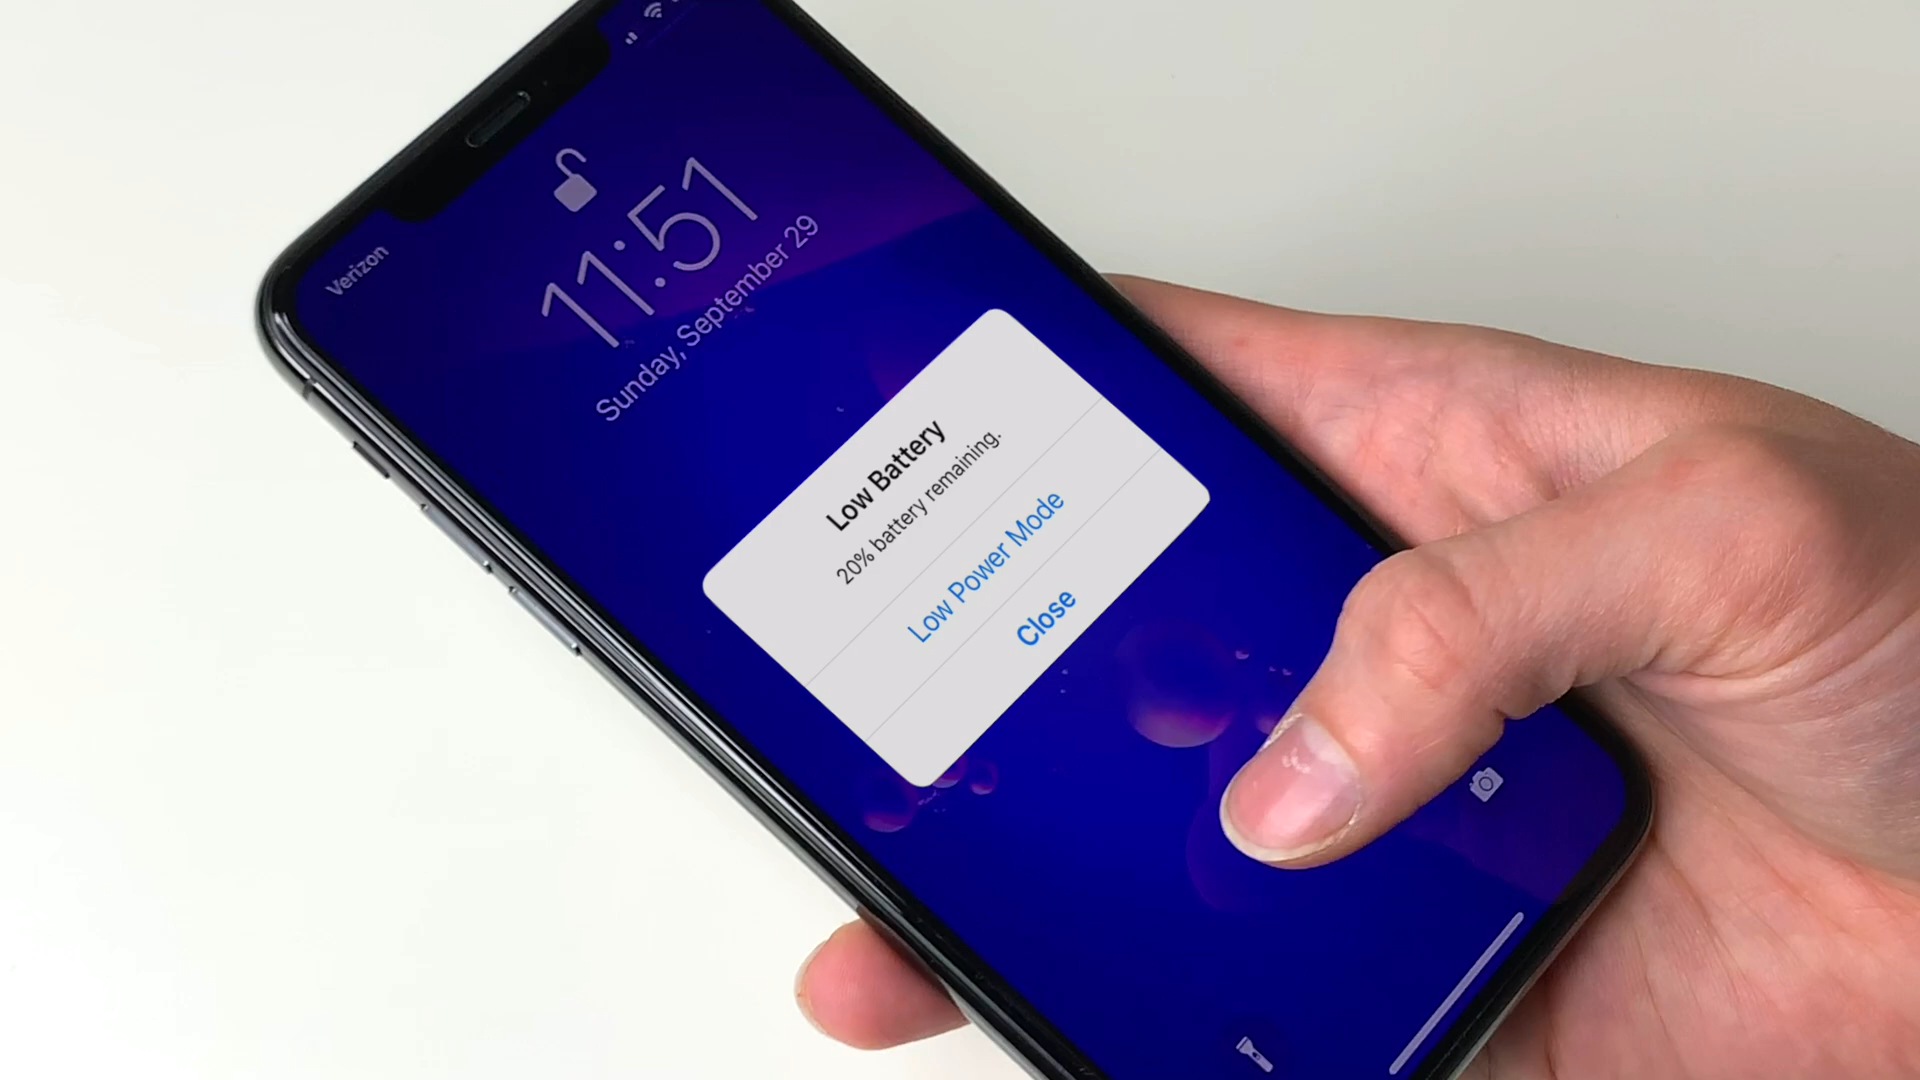 Verizon
11:51
Sunday, September 29
Low Battery
20% battery remaining.
Low Power Mode
Close